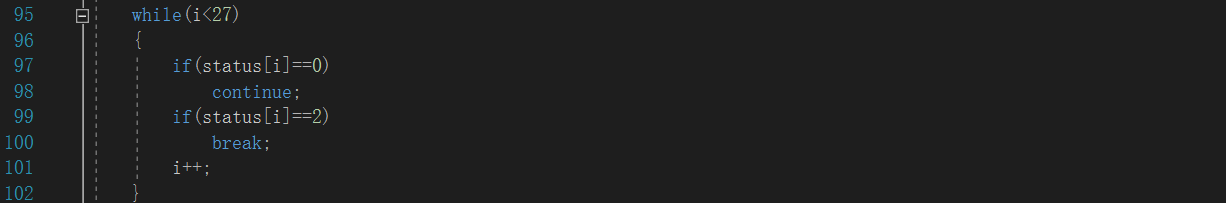 95 while(i<27)
96 {
97 if(status[i]==0)
98 continue;
99 if(status[i]==2)
100 break;
101 i++;
102 }